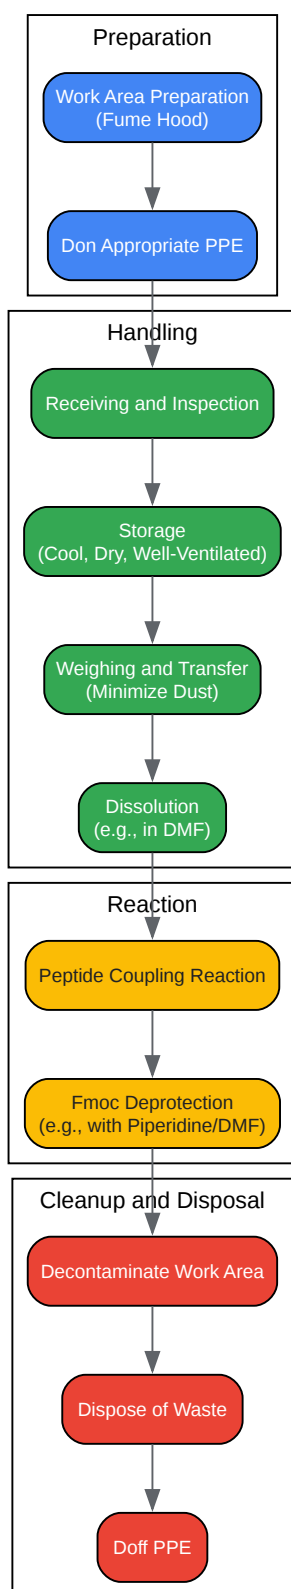 Preparation
Work Area Preparation
(Fume Hood)
Don Appropriate PPE
Handling
Receiving and Inspection
Storage
(Cool, Dry, Well-Ventilated)
Weighing and Transfer
(Minimize Dust)
Dissolution
(e.g., in DMF)
Reaction
Peptide Coupling Reaction
Fmoc Deprotection
(e.g., with Piperidine/DMF)
Cleanup and Disposal
Decontaminate Work Area
Dispose of Waste
Doff PPE